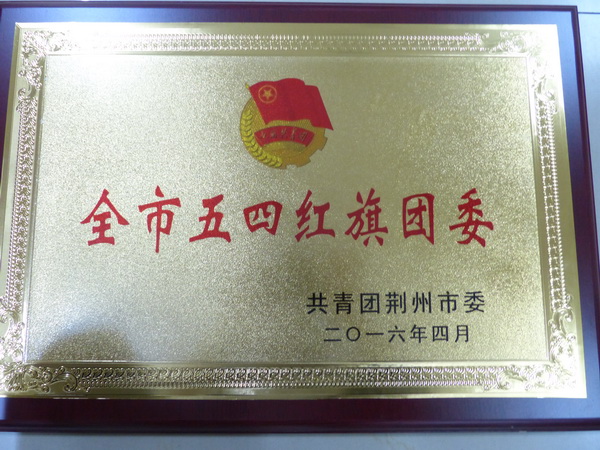 全市五四红旗团委
共青团荆州市委
二〇一六年四月